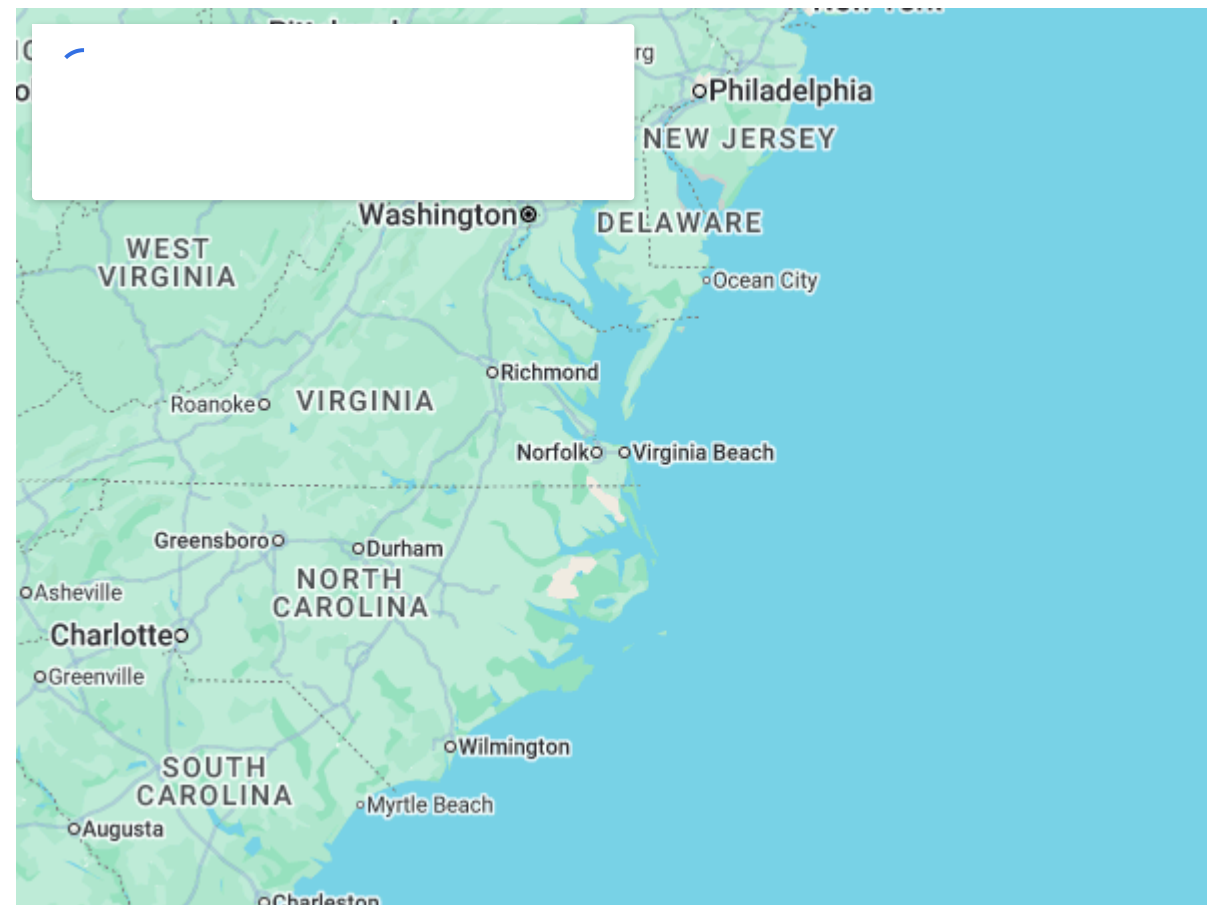 Philadelphia
NEW JERSEY
Washington
DELAWARE
WEST
VIRGINIA
Ocean City
Richmond
Roanoke
VIRGINIA
Norfolk
Virginia Beach
Greensboro
Durham
NORTH
CAROLINA
Asheville
Charlotte
Greenville
Wilmington
SOUTH
CAROLINA
Myrtle Beach
Augusta
Charleston